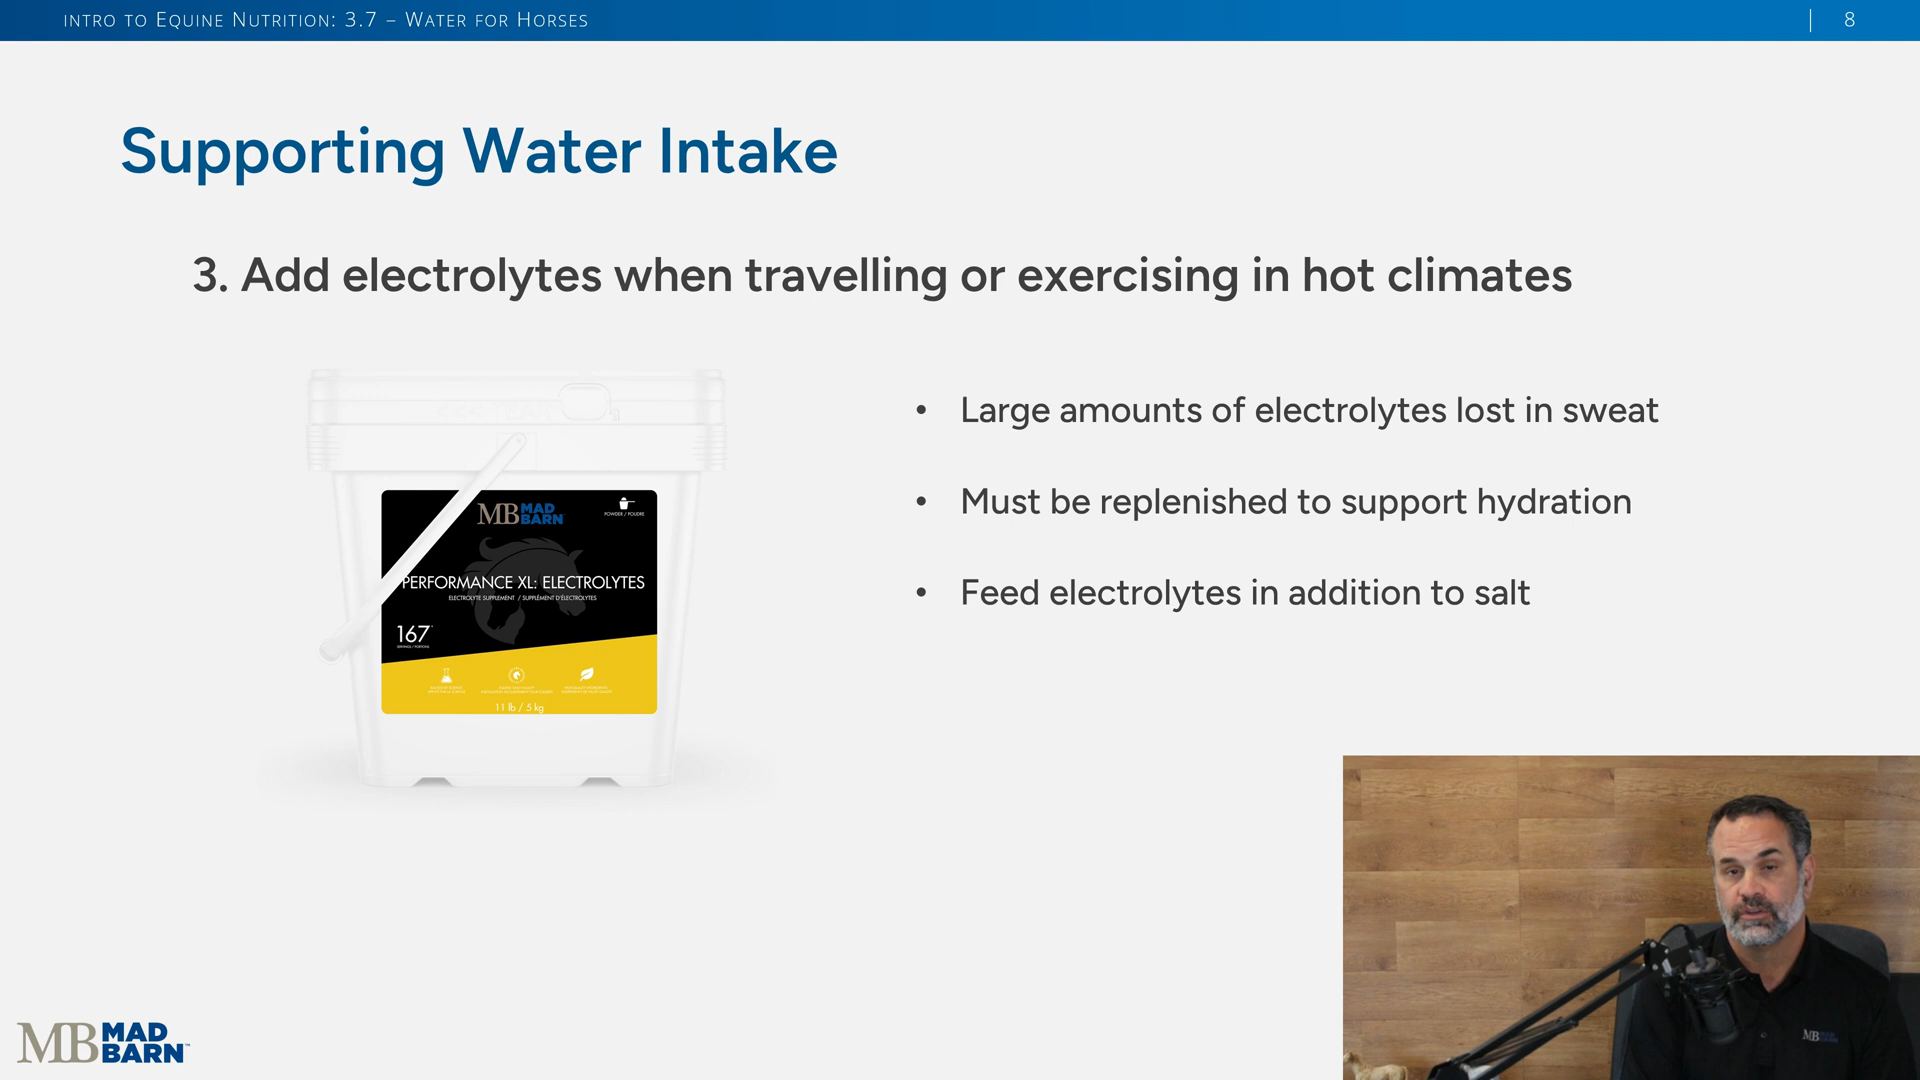 INTRO TO EQUINE NUTRITION: 3.7 – WATER FOR HORSES
8
Supporting Water Intake
3. Add electrolytes when travelling or exercising in hot climates
• Large amounts of electrolytes lost in sweat
• Must be replenished to support hydration
• Feed electrolytes in addition to salt
MB MAD BARN
POWDER / POUDRE
PERFORMANCE XL: ELECTROLYTES
ELECTROLYTE SUPPLEMENT / SUPPLÉMENT D'ÉLECTROLYTES
167
SERVINGS / PORTIONS
11 lb / 5 kg
MB MAD BARN™
MB